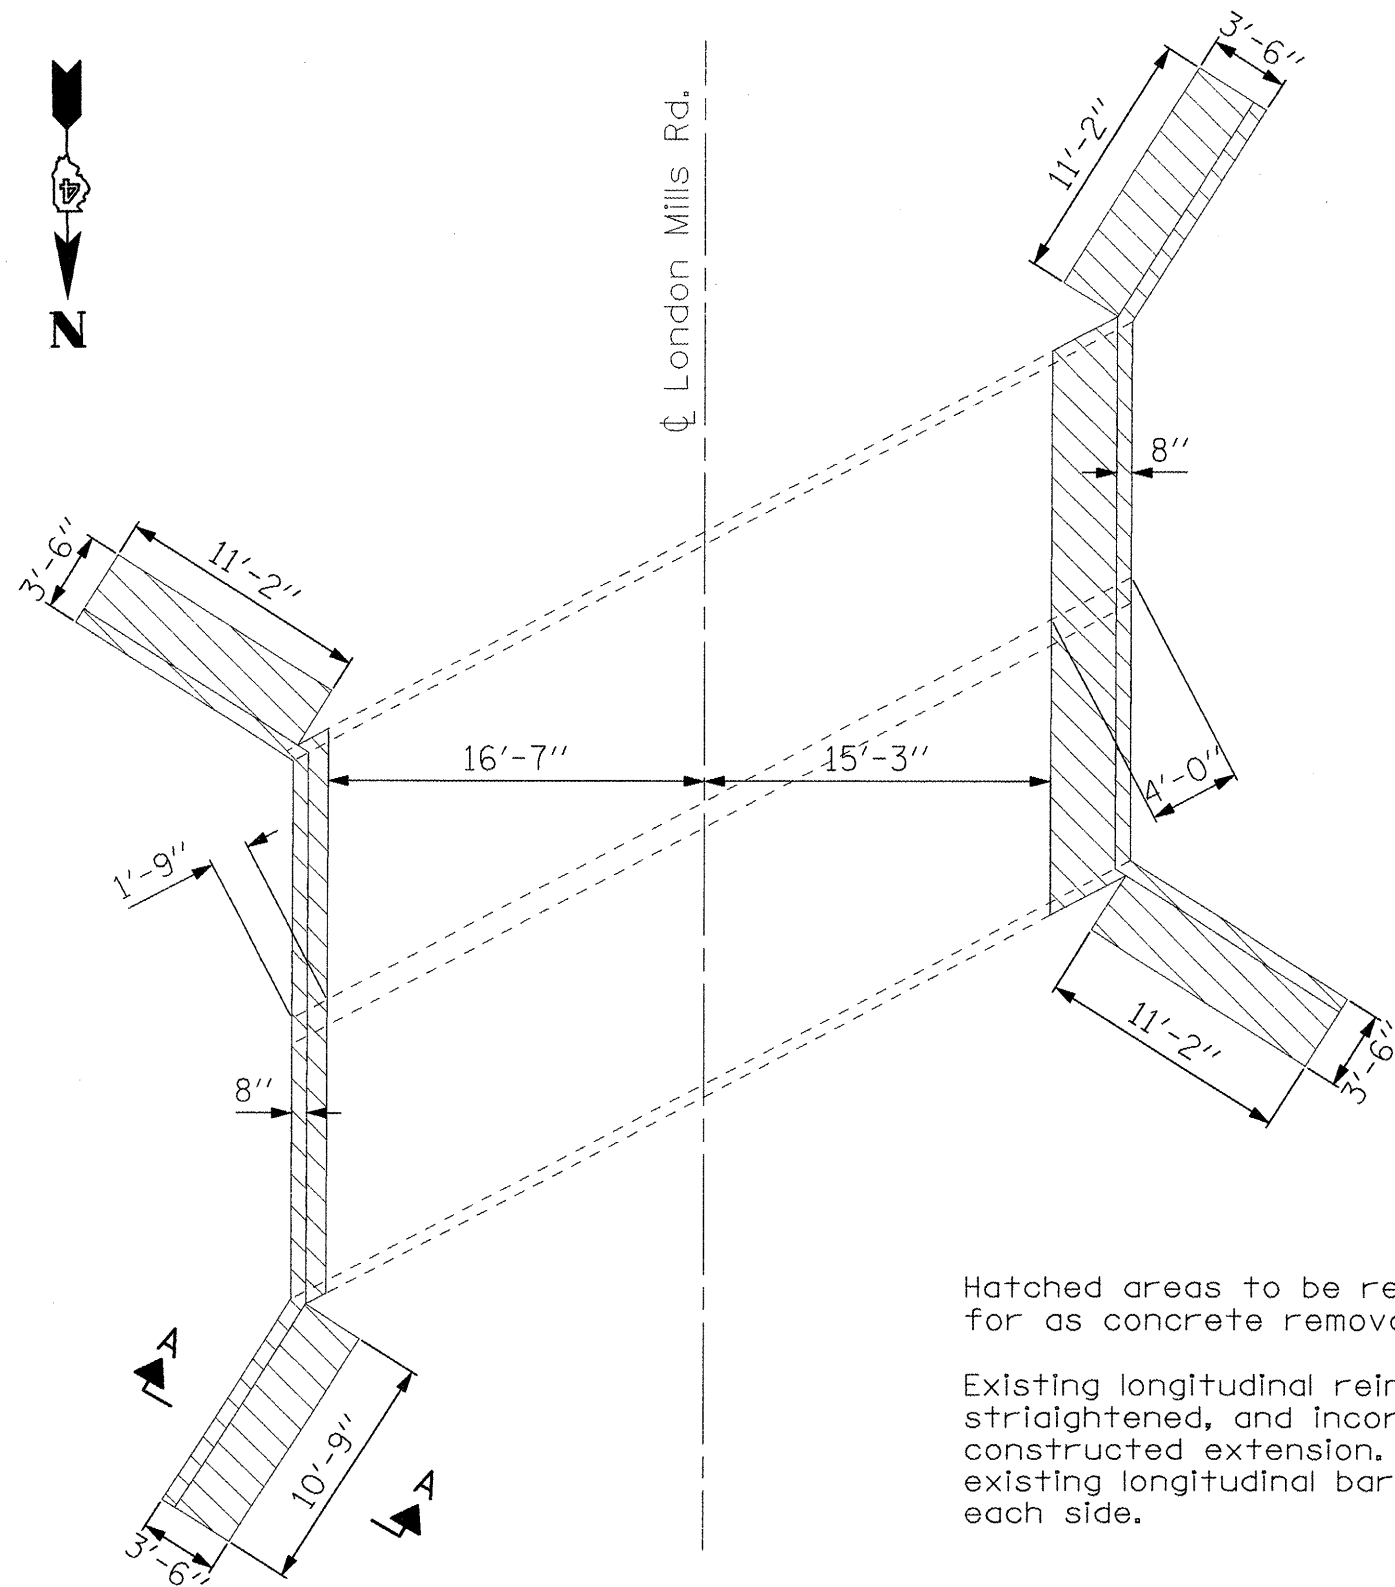 3'-6"
11'-2"
℄ London Mills Rd.
4
N
8"
3'-6"
11'-2"
16'-7"
15'-3"
4'-0"
1'-9"
11'-2"
3'-6"
8"
A
10'-9"
A
3'-6"
Hatched areas to be re
for as concrete remov
Existing longitudinal rein
striaightened, and incor
constructed extension.
existing longitudinal bar
each side.